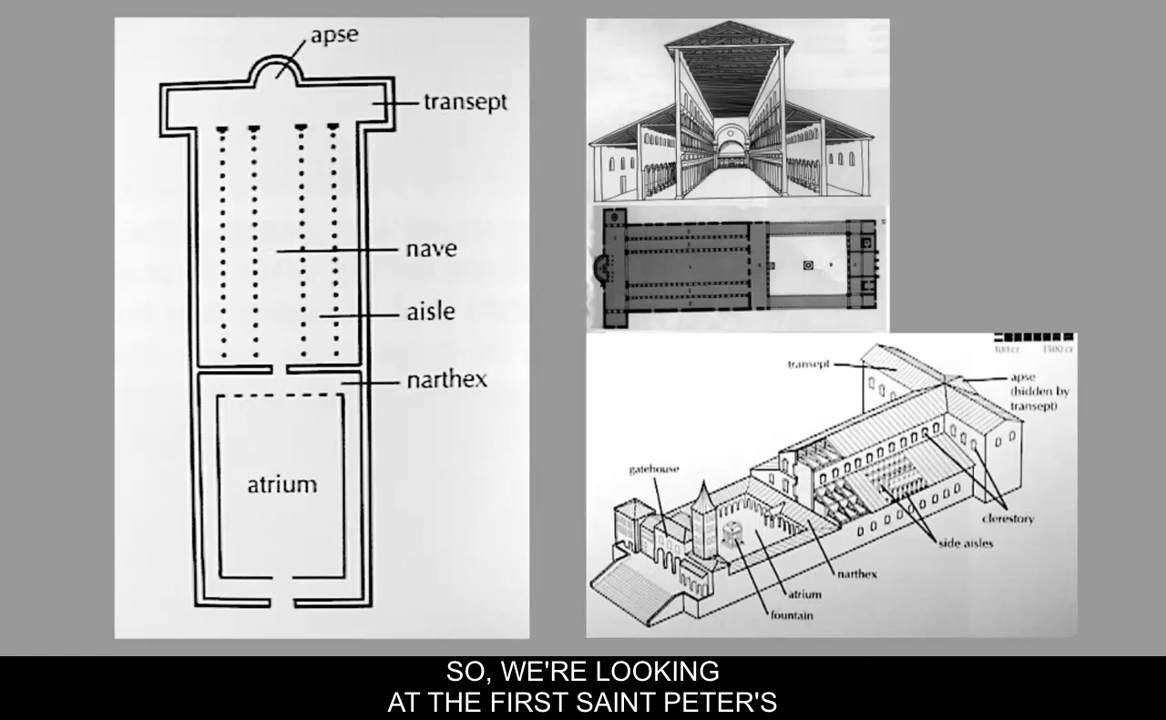 apse
transept
nave
aisle
narthex
atrium
transept
apse
(hidden by
transept)
gatehouse
clerestory
side aisles
narthex
atrium
fountain
SO, WE'RE LOOKING
AT THE FIRST SAINT PETER'S